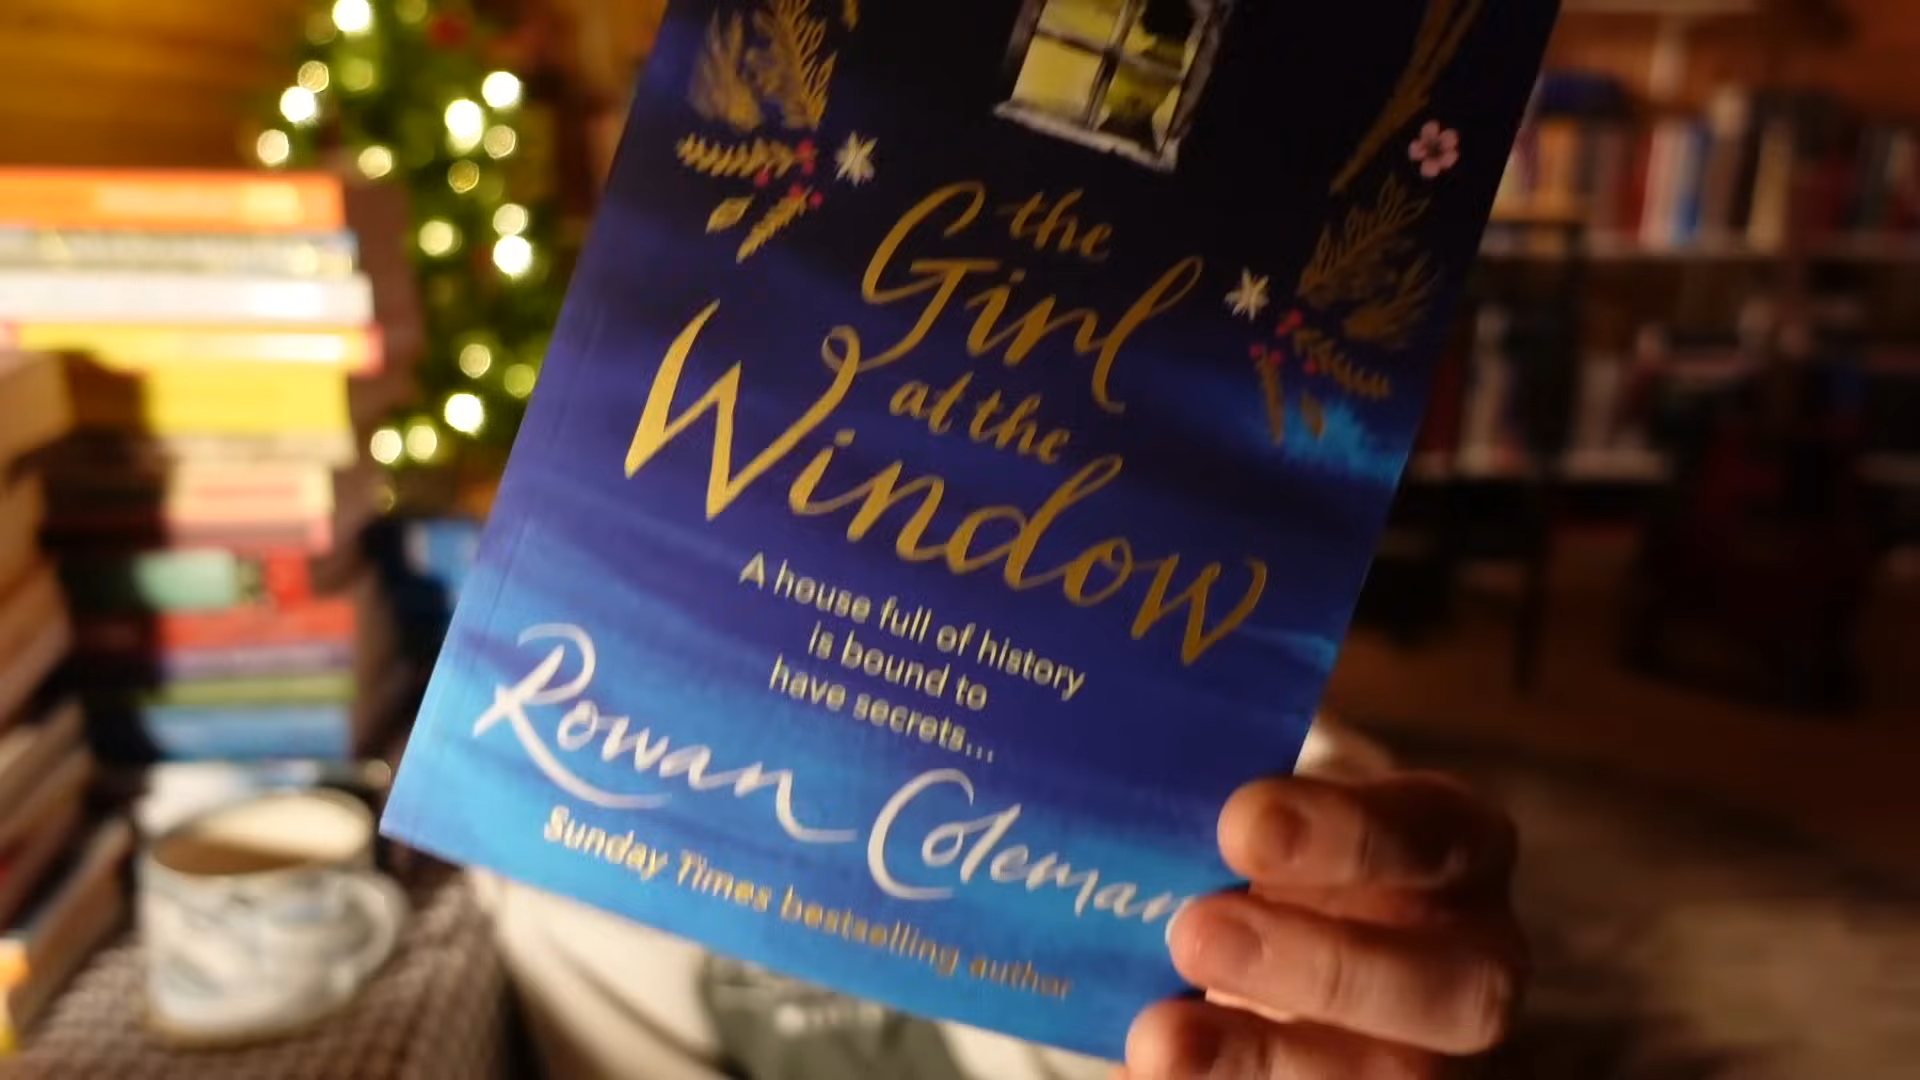 the
Girl
at the
Window
A house full of history
is bound to
have secrets...
Rowan Coleman
Sunday Times bestselling author